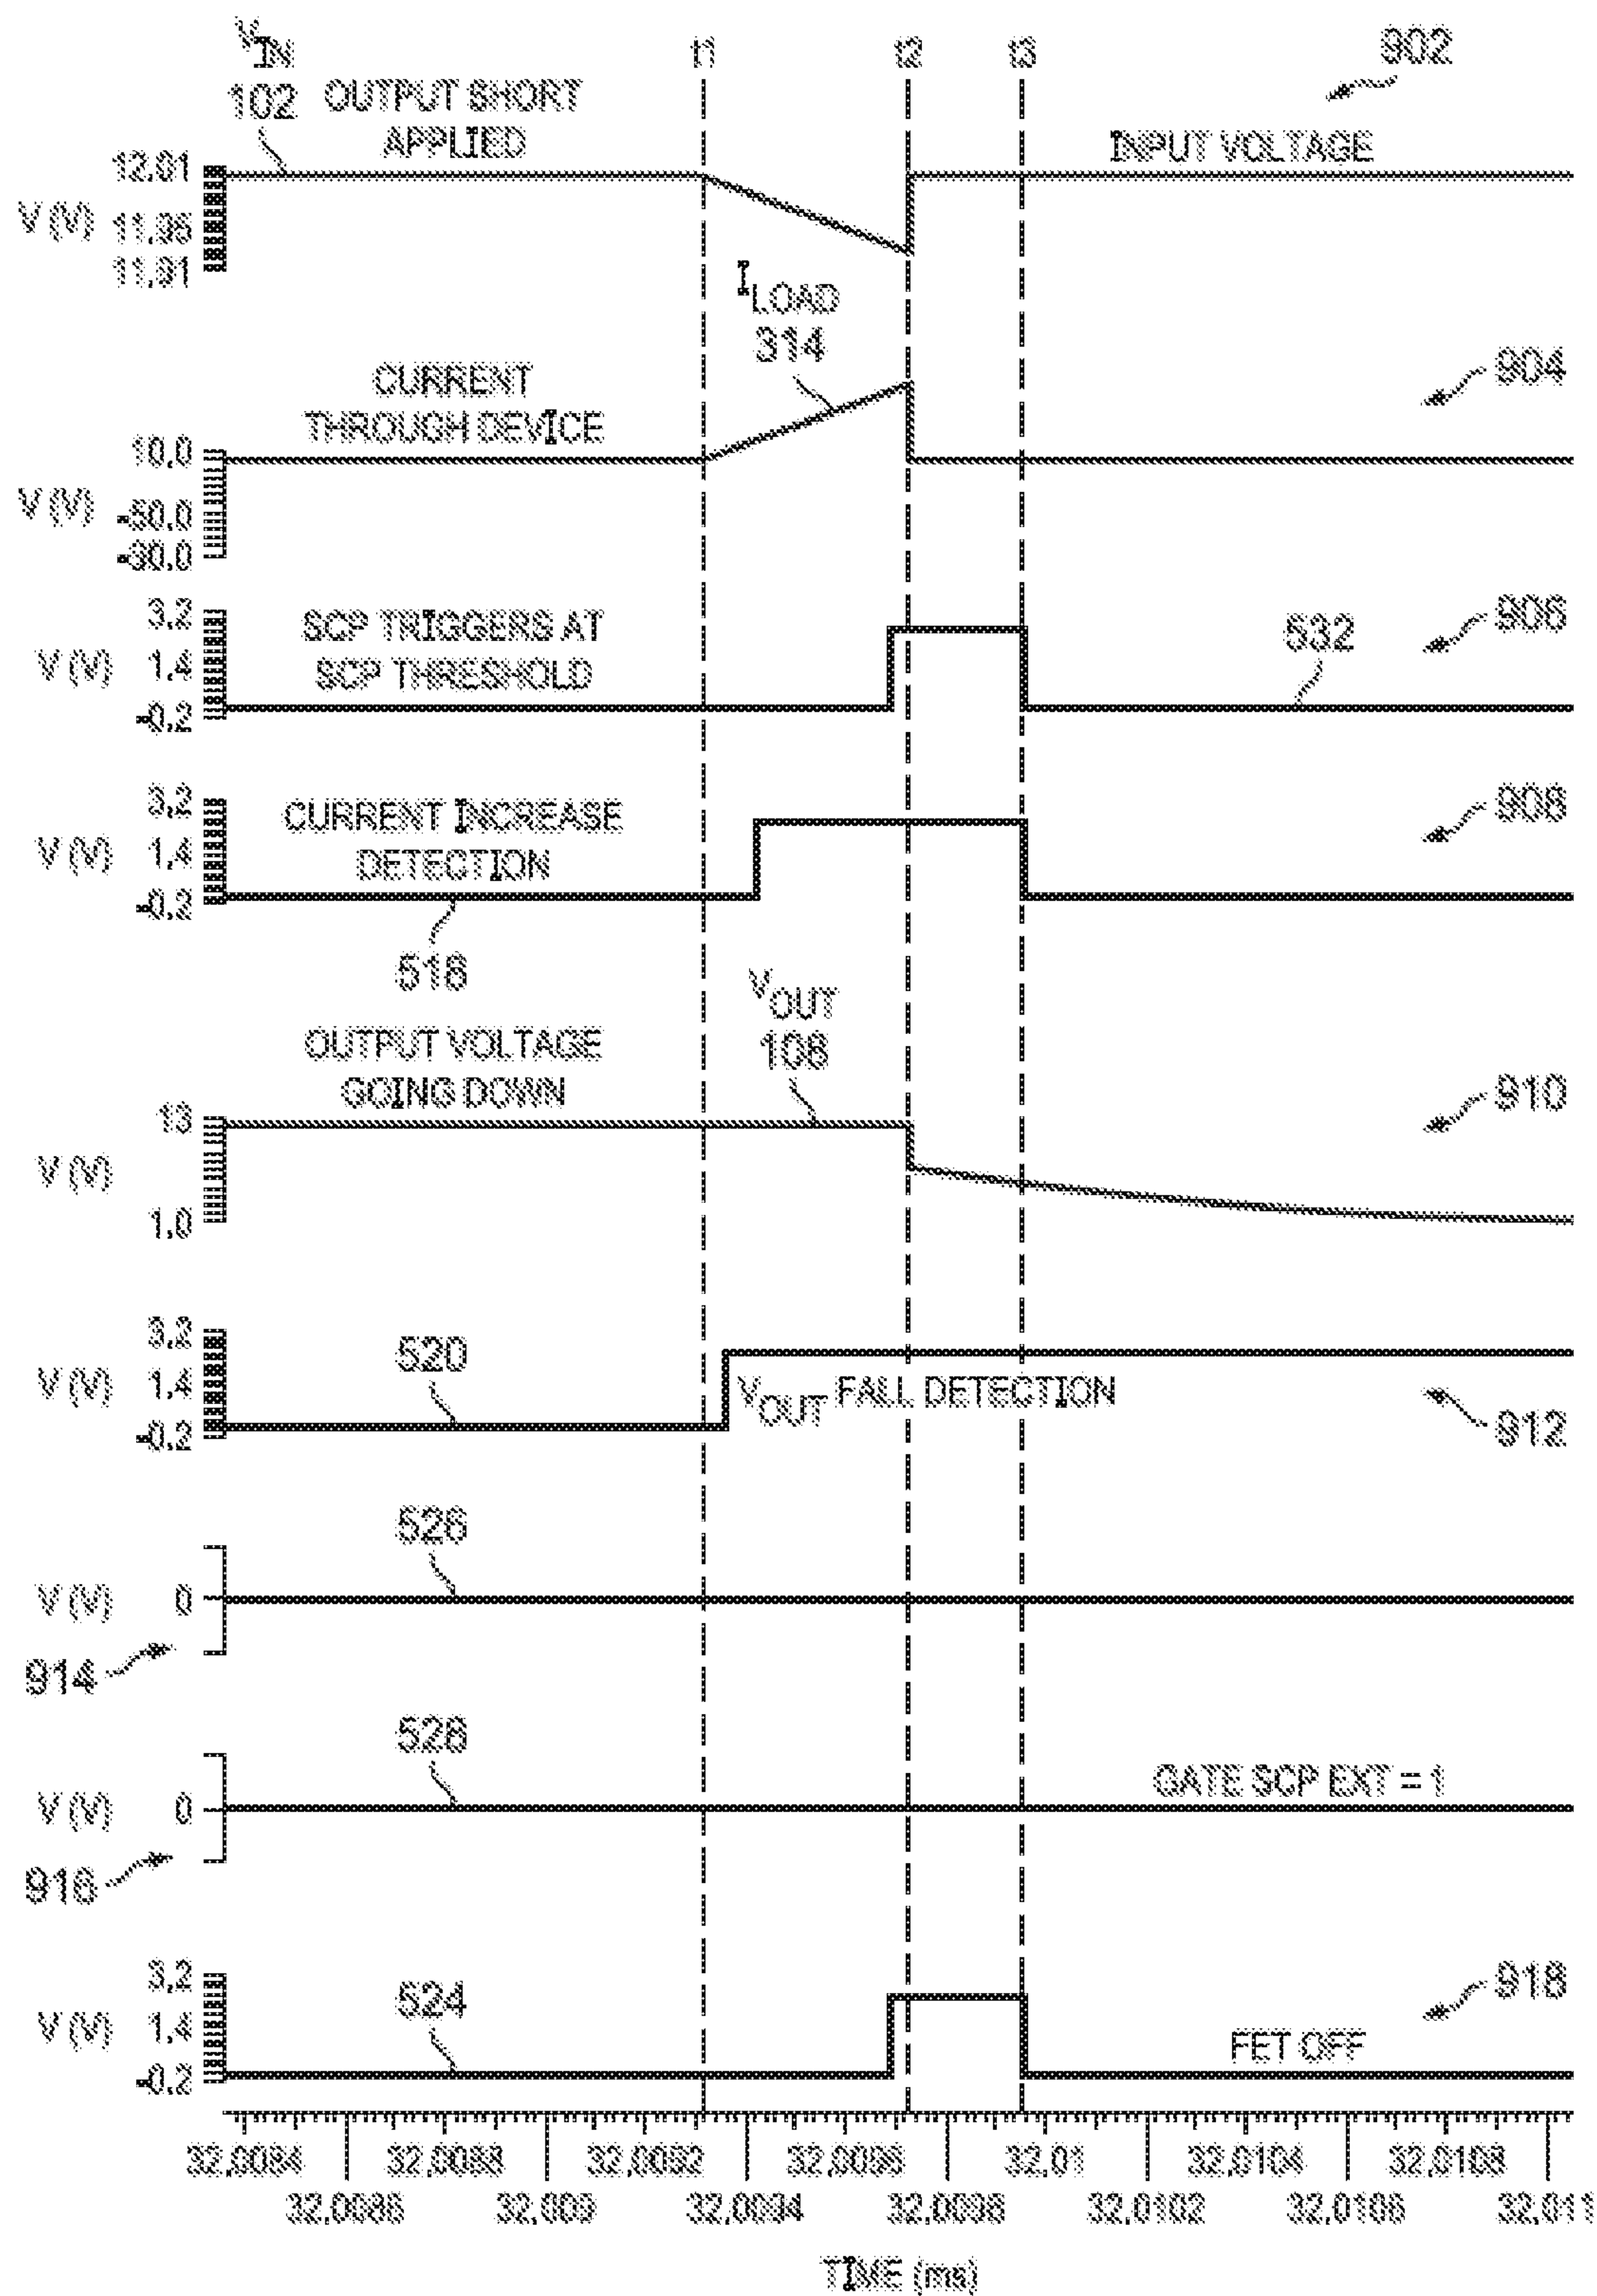 VIN
102
t1
t2
t3
902
OUTPUT SHORT
APPLIED
INPUT VOLTAGE
12.01
V (V)
11.95
11.91
ILOAD
314
904
CURRENT
THROUGH DEVICE
10.0
V (V)
-50.0
-30.0
SCP TRIGGERS AT
SCP THRESHOLD
3.2
V (V)
1.4
-0.2
532
906
CURRENT INCREASE
DETECTION
3.2
V (V)
1.4
-0.2
518
908
VOUT
108
OUTPUT VOLTAGE
GOING DOWN
910
13
V (V)
1.0
3.2
V (V)
1.4
-0.2
520
VOUT FALL DETECTION
912
526
V (V)
0
914
528
GATE SCP EXT = 1
V (V)
0
916
3.2
V (V)
1.4
-0.2
524
918
FET OFF
32.0084 32.0088 32.0092 32.0096 32.01 32.0104 32.0108
32.0086 32.009 32.0094 32.0098 32.0102 32.0106 32.011
TIME (ms)